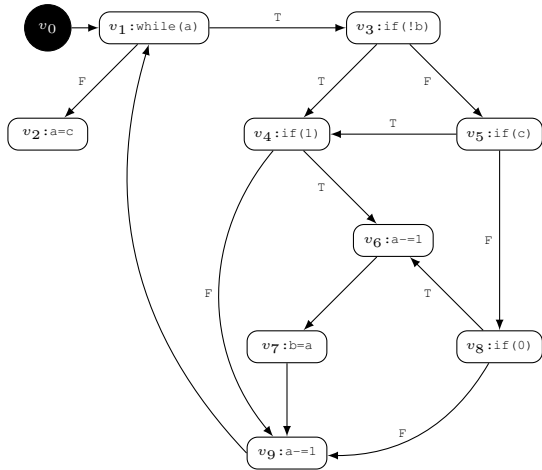 v0
v1:while(a)
T
v3:if(!b)
F
T
F
v2:a=c
v4:if(1)
T
v5:if(c)
T
v6:a-=1
F
F
T
v7:b=a
v8:if(0)
F
v9:a-=1